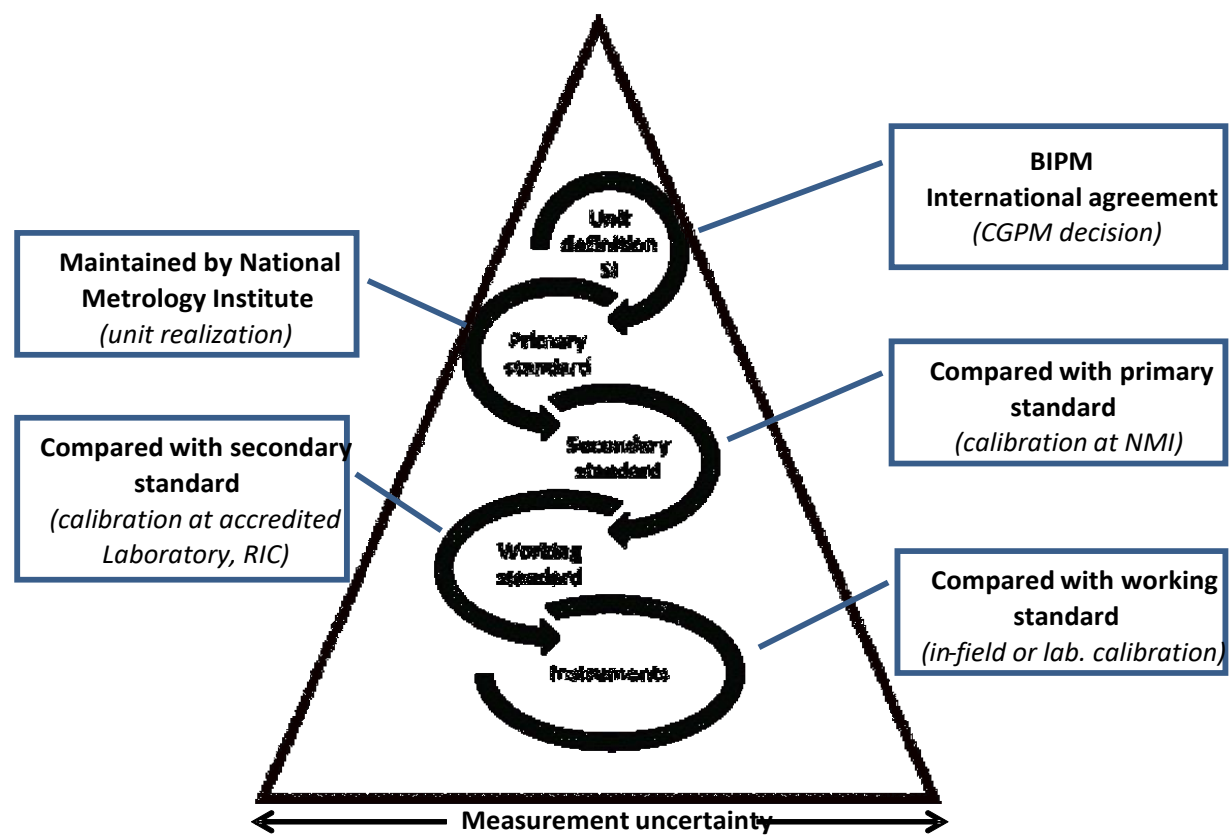 BIPM
International agreement
(CGPM decision)
Unit
definition
SI
Maintained by National
Metrology Institute
(unit realization)
Primary
standard
Compared with primary
standard
(calibration at NMI)
Secondary
standard
Compared with secondary
standard
(calibration at accredited
Laboratory, RIC)
Working
standard
Compared with working
standard
(in-field or lab. calibration)
Instruments
Measurement uncertainty